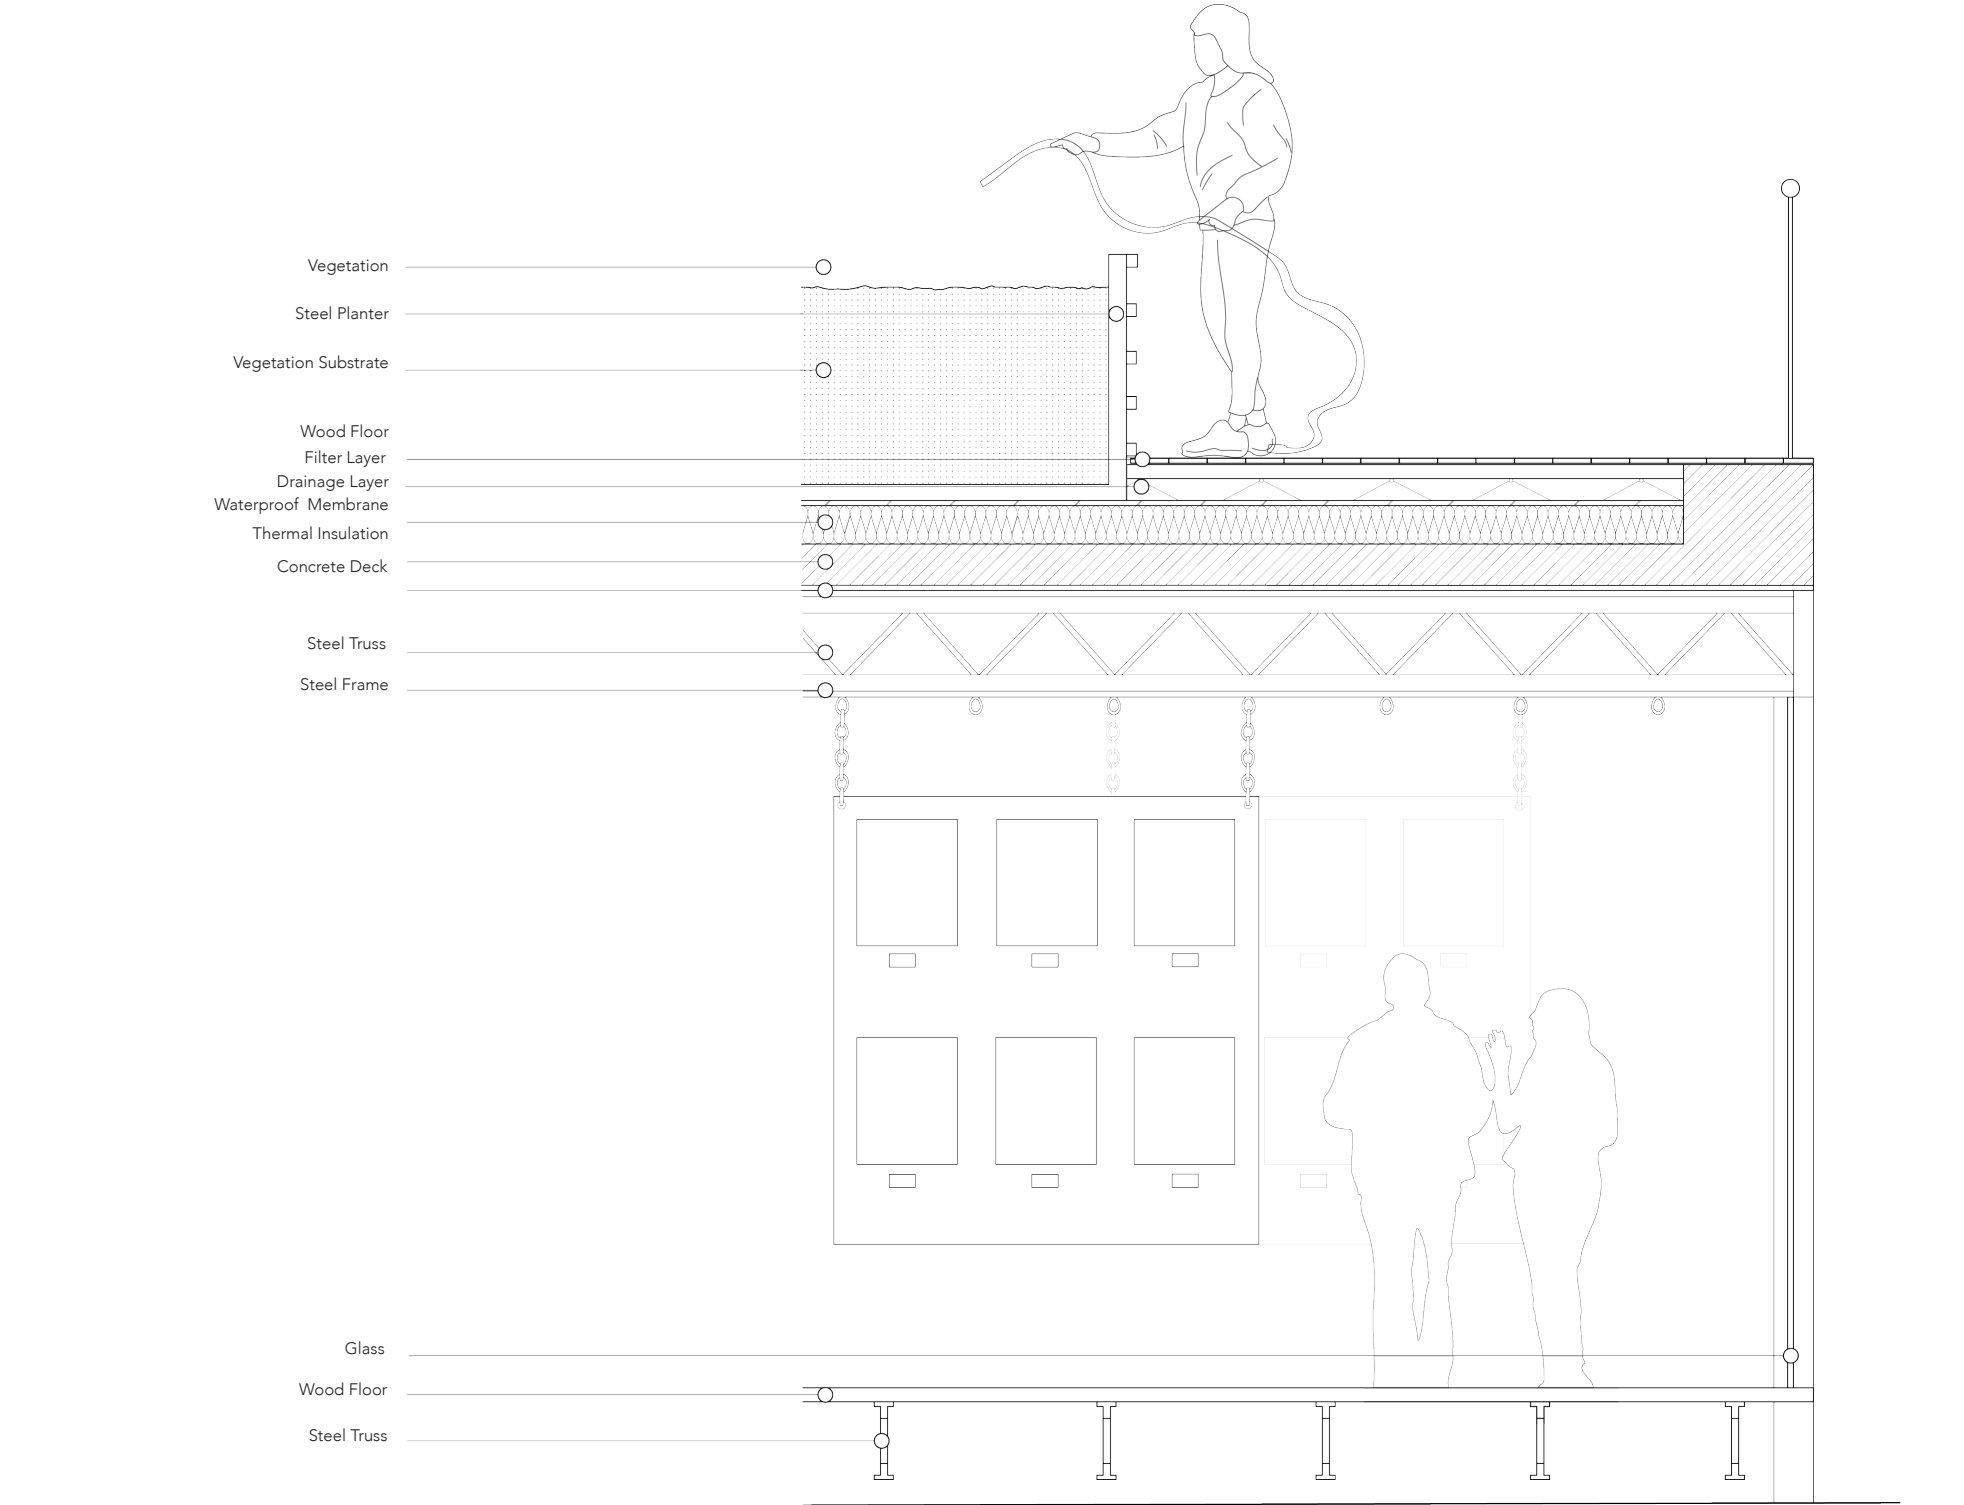 Vegetation
Steel Planter
Vegetation Substrate
Wood Floor
Filter Layer
Drainage Layer
Waterproof Membrane
Thermal Insulation
Concrete Deck
Steel Truss
Steel Frame
Glass
Wood Floor
Steel Truss